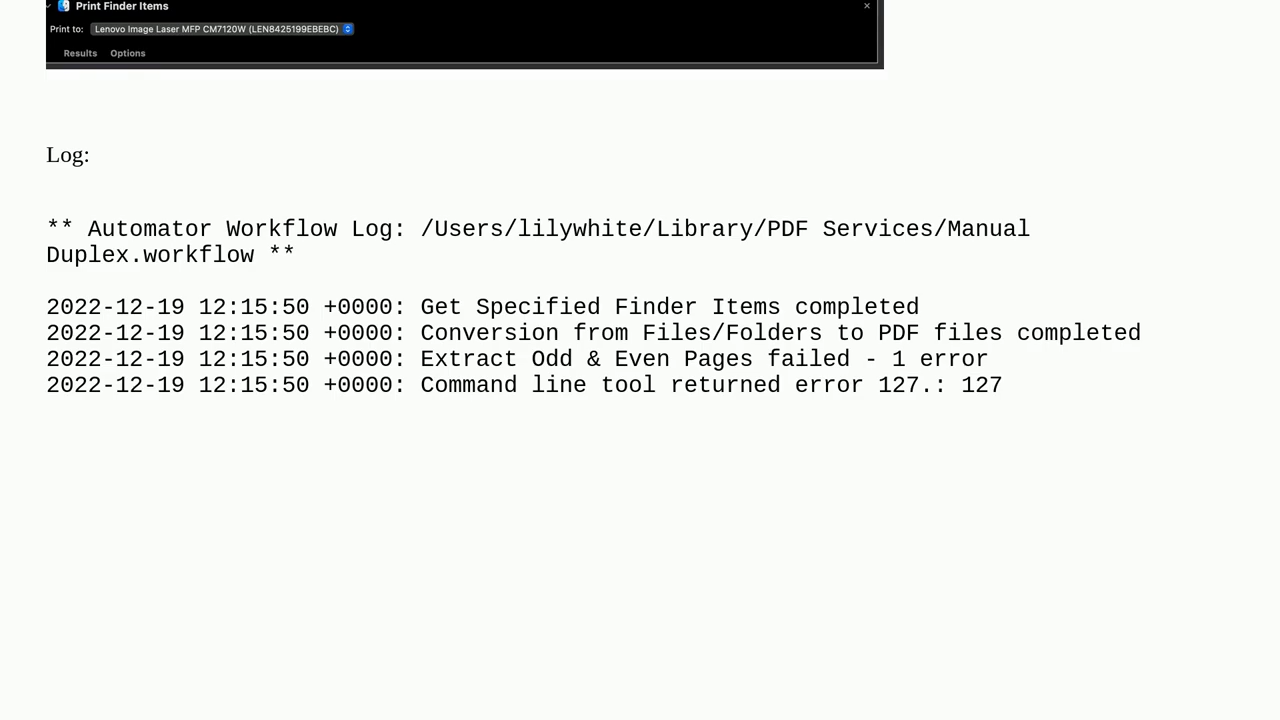 Print Finder Items
Print to: Lenovo Image Laser MFP CM7120W (LEN8425199EBEBC)
Results Options
Log:
** Automator Workflow Log: /Users/lilywhite/Library/PDF Services/Manual
Duplex.workflow **
2022-12-19 12:15:50 +0000: Get Specified Finder Items completed
2022-12-19 12:15:50 +0000: Conversion from Files/Folders to PDF files completed
2022-12-19 12:15:50 +0000: Extract Odd & Even Pages failed - 1 error
2022-12-19 12:15:50 +0000: Command line tool returned error 127.: 127